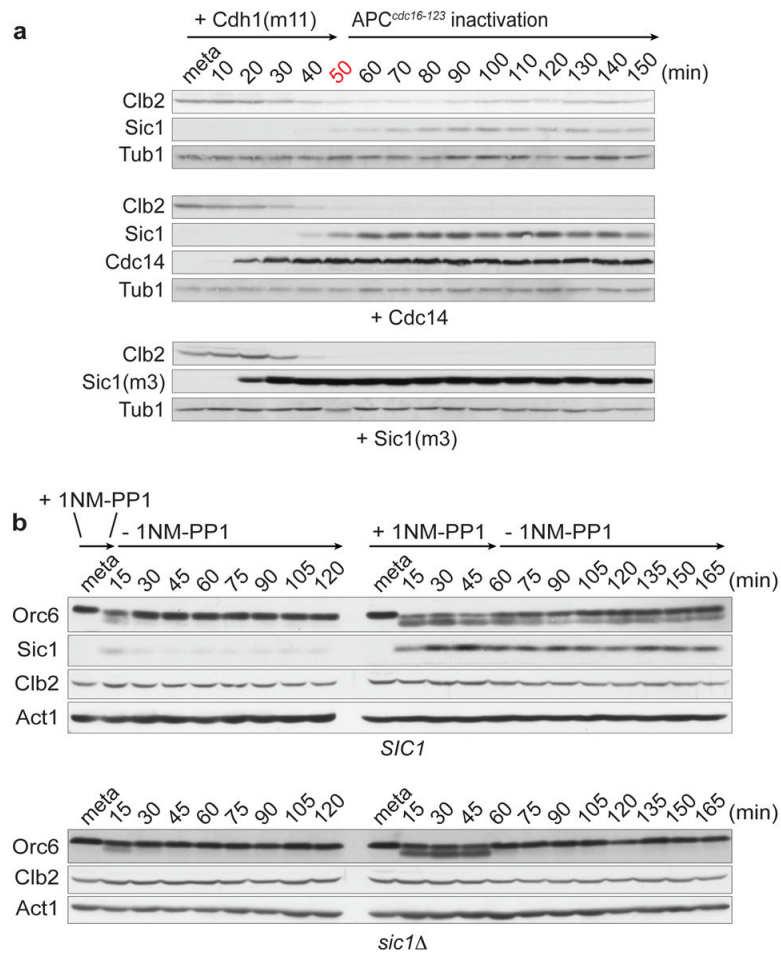 a
+ Cdh1(m11) APCcdc16-123 inactivation
meta 10 20 30 40 50 60 70 80 90 100 110 120 130 140 150 (min)
Clb2
Sic1
Tub1
Clb2
Sic1
Cdc14
Tub1
+ Cdc14
Clb2
Sic1(m3)
Tub1
+ Sic1(m3)
b
+ 1NM-PP1
- 1NM-PP1 + 1NM-PP1 - 1NM-PP1
meta 15 30 45 60 75 90 105 120 meta 15 30 45 60 75 90 105 120 135 150 165 (min)
Orc6
Sic1
Clb2
Act1
SIC1
meta 15 30 45 60 75 90 105 120 meta 15 30 45 60 75 90 105 120 135 150 165 (min)
Orc6
Clb2
Act1
sic1Δ